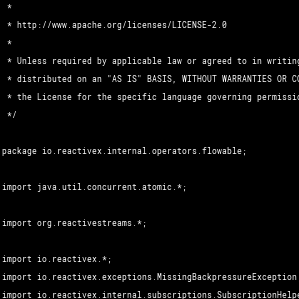 *
* http://www.apache.org/licenses/LICENSE-2.0
*
* Unless required by applicable law or agreed to in writing
* distributed on an "AS IS" BASIS, WITHOUT WARRANTIES OR CO
* the License for the specific language governing permissio
*/
package io.reactivex.internal.operators.flowable;
import java.util.concurrent.atomic.*;
import org.reactivestreams.*;
import io.reactivex.*;
import io.reactivex.exceptions.MissingBackpressureException
import io.reactivex.internal.subscriptions.SubscriptionHelpe